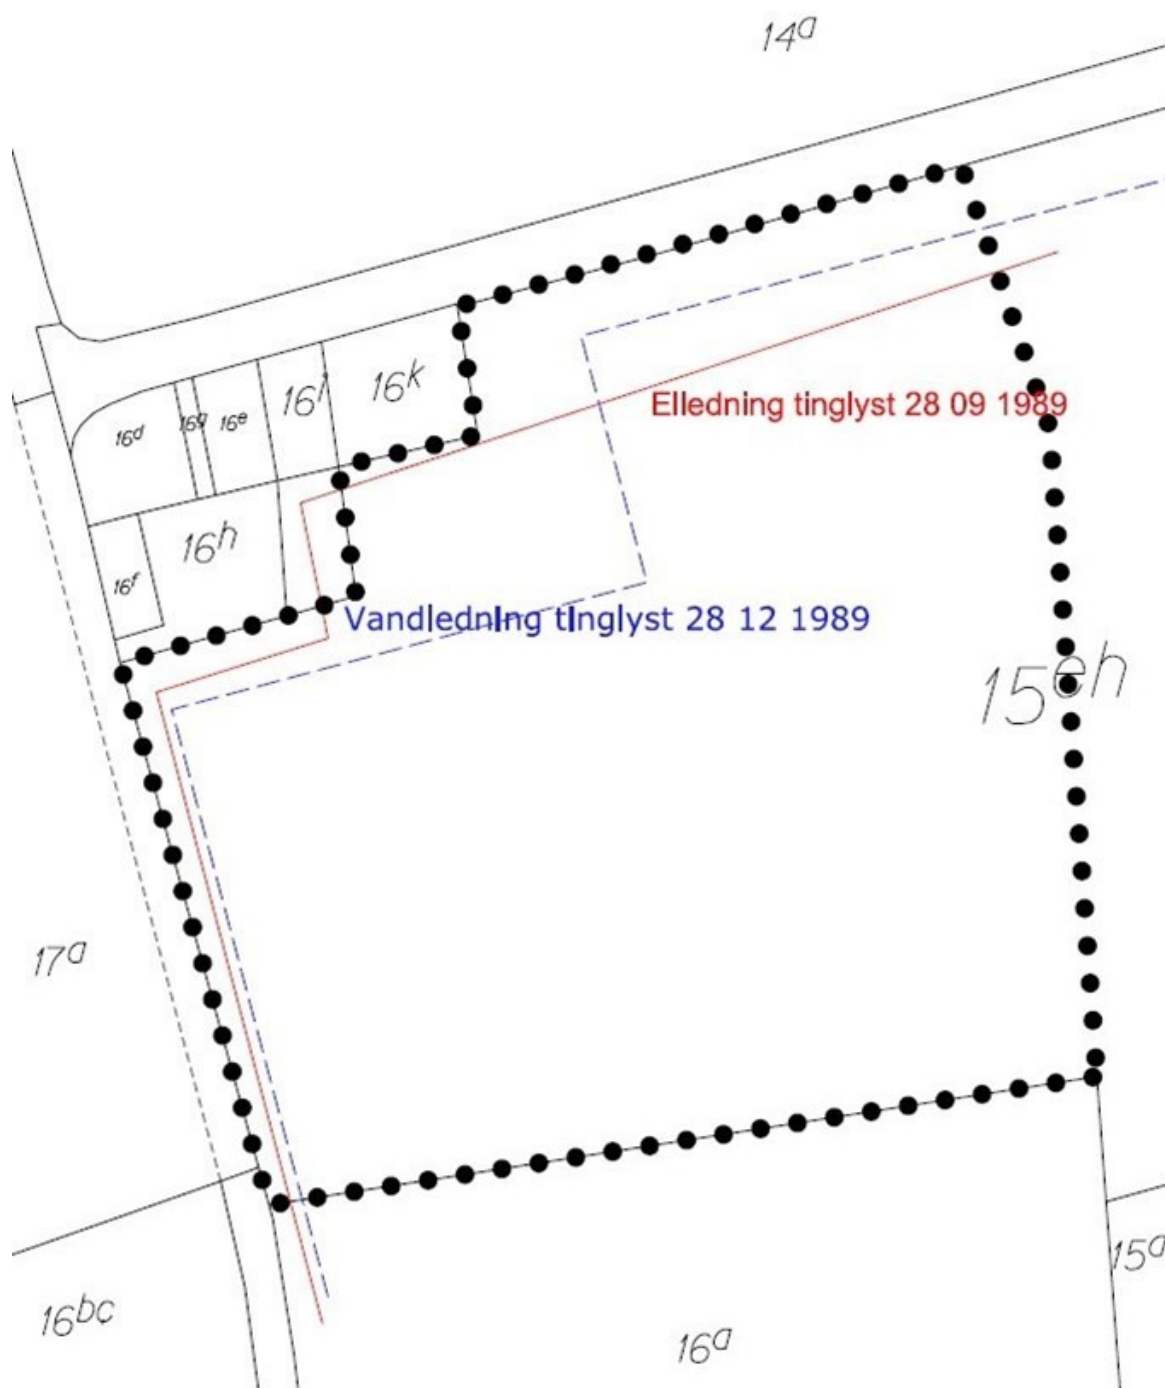 14a
16k
16i
Elledning tinglyst 28 09 1989
16d
16g
16e
16h
16f
Vandledning tinglyst 28 12 1989
15eh
17a
15a
16bc
16a